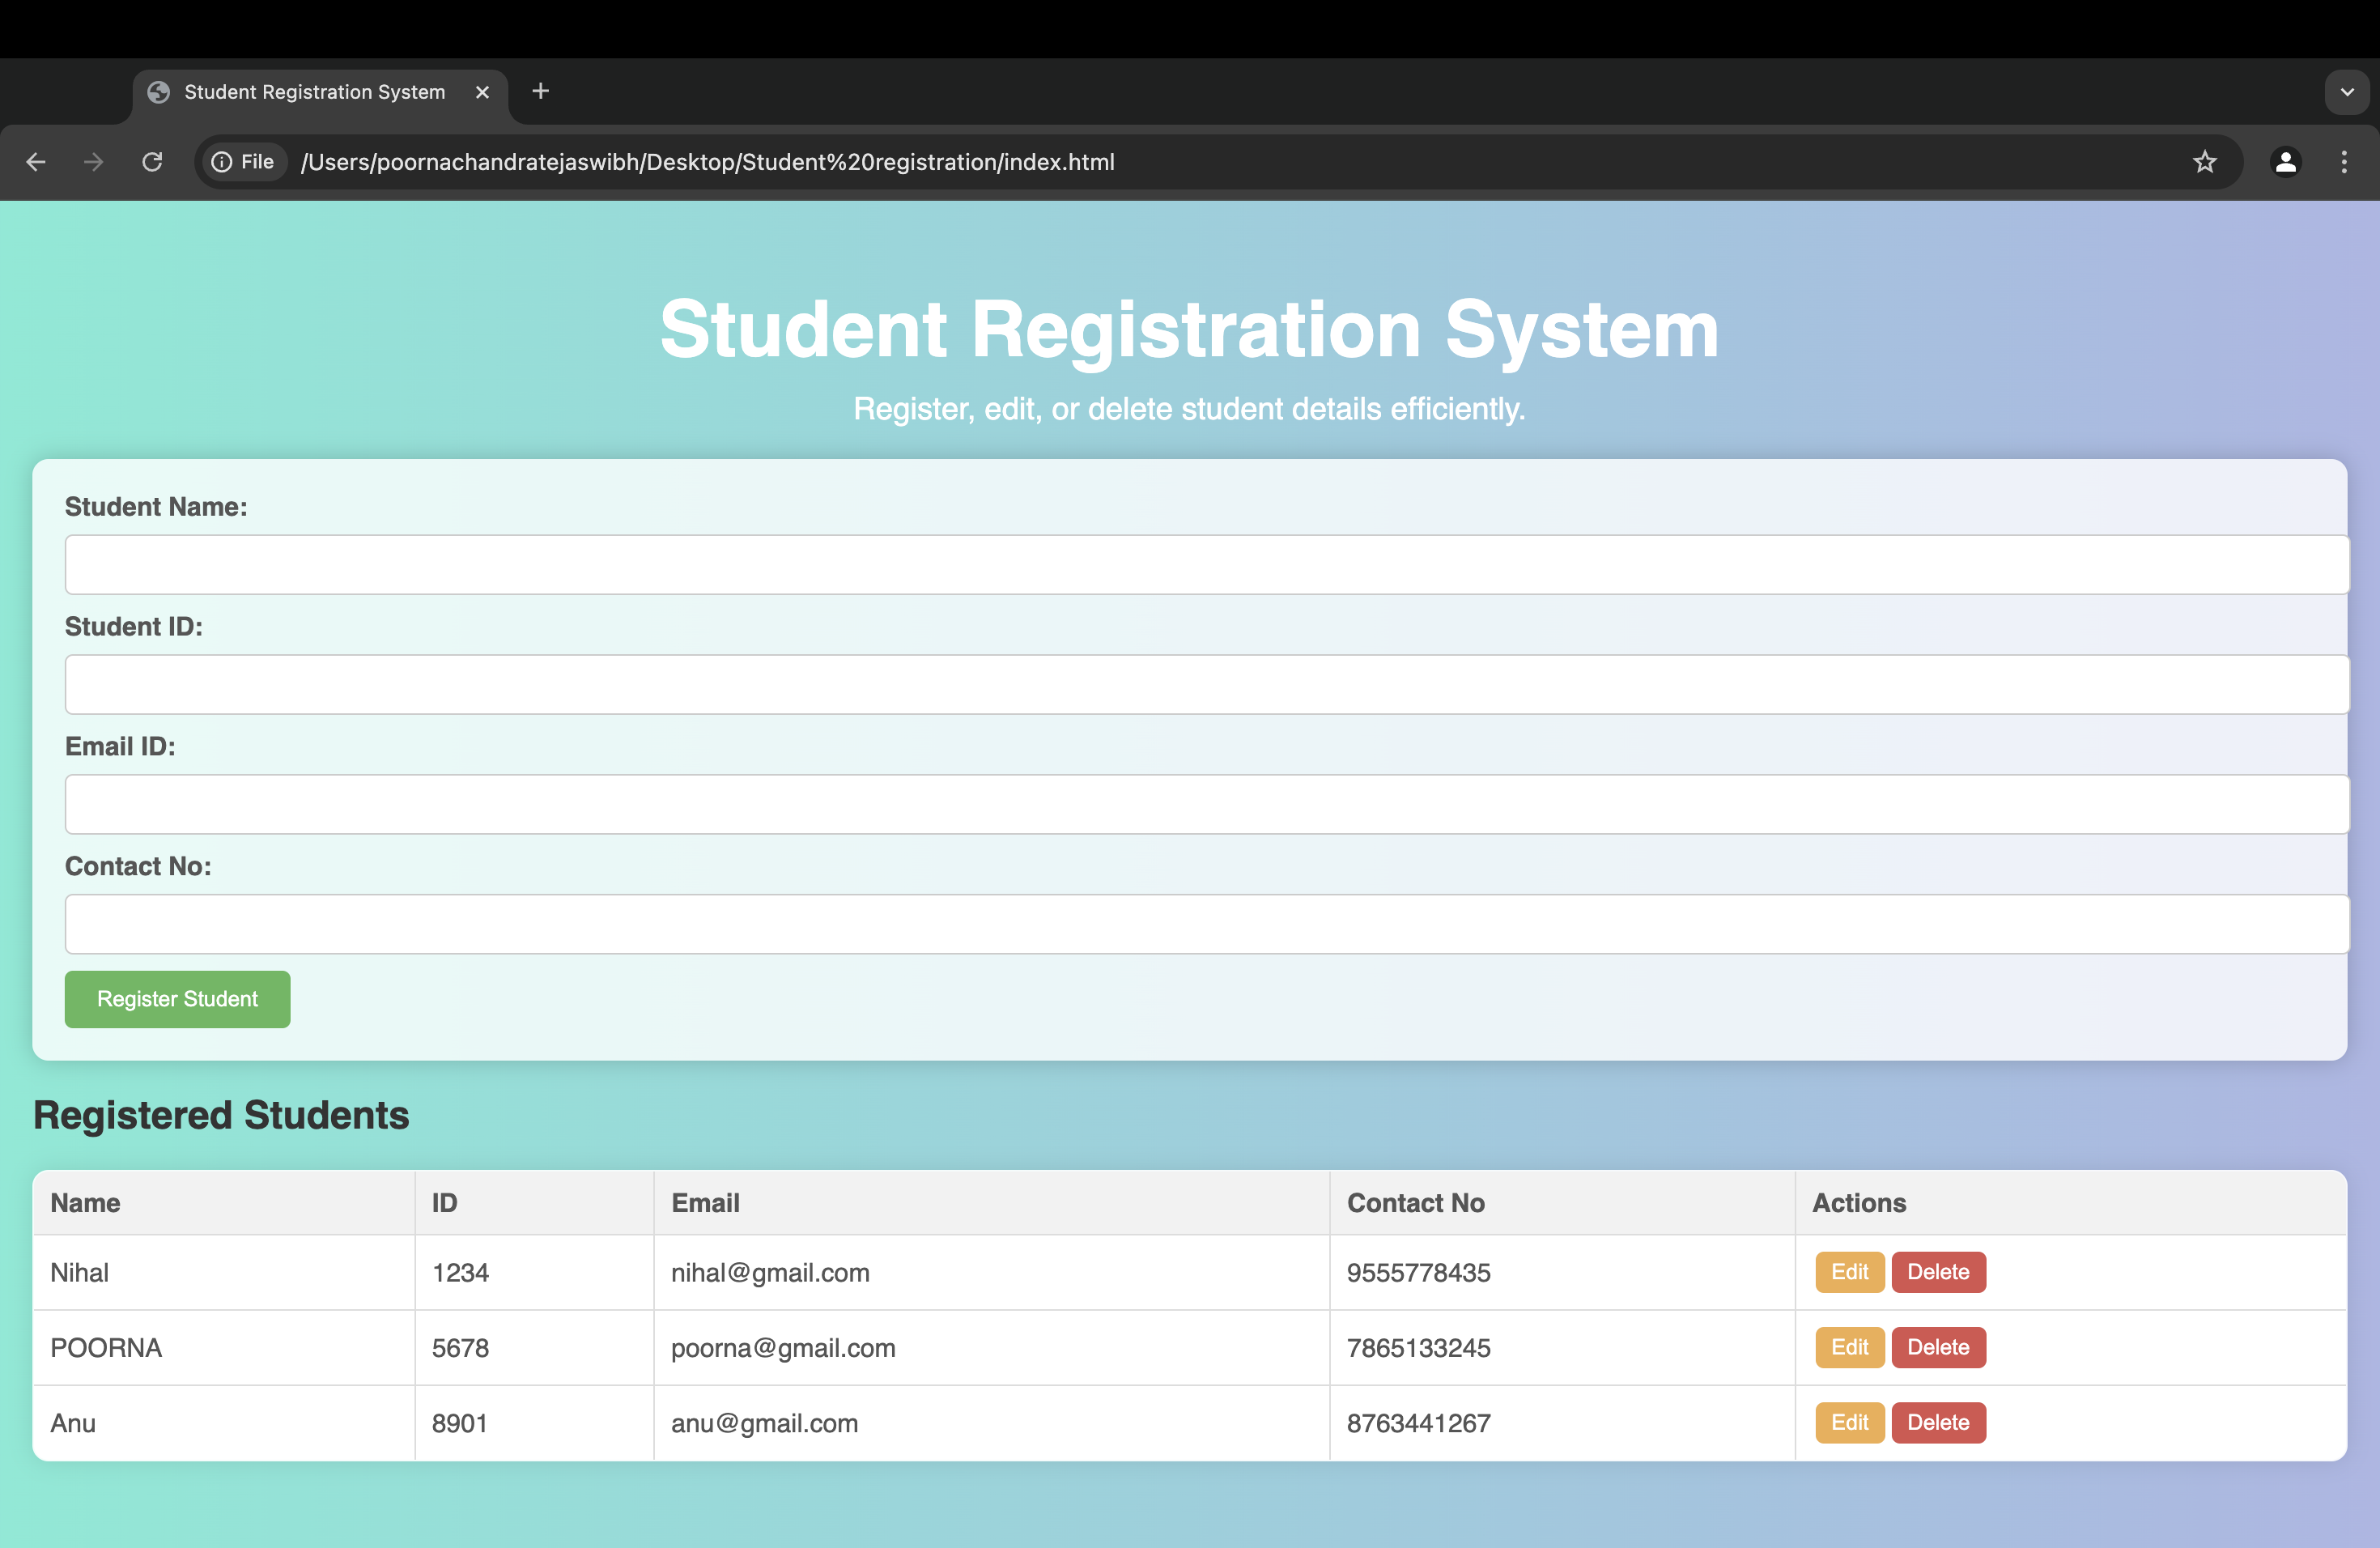 Student Registration System
File /Users/poornachandratejaswibh/Desktop/Student%20registration/index.html
Student Registration System
Register, edit, or delete student details efficiently.
Student Name:
Student ID:
Email ID:
Contact No:
Register Student
Registered Students
Name ID Email Contact No Actions
Nihal 1234 nihal@gmail.com 9555778435 Edit Delete
POORNA 5678 poorna@gmail.com 7865133245 Edit Delete
Anu 8901 anu@gmail.com 8763441267 Edit Delete